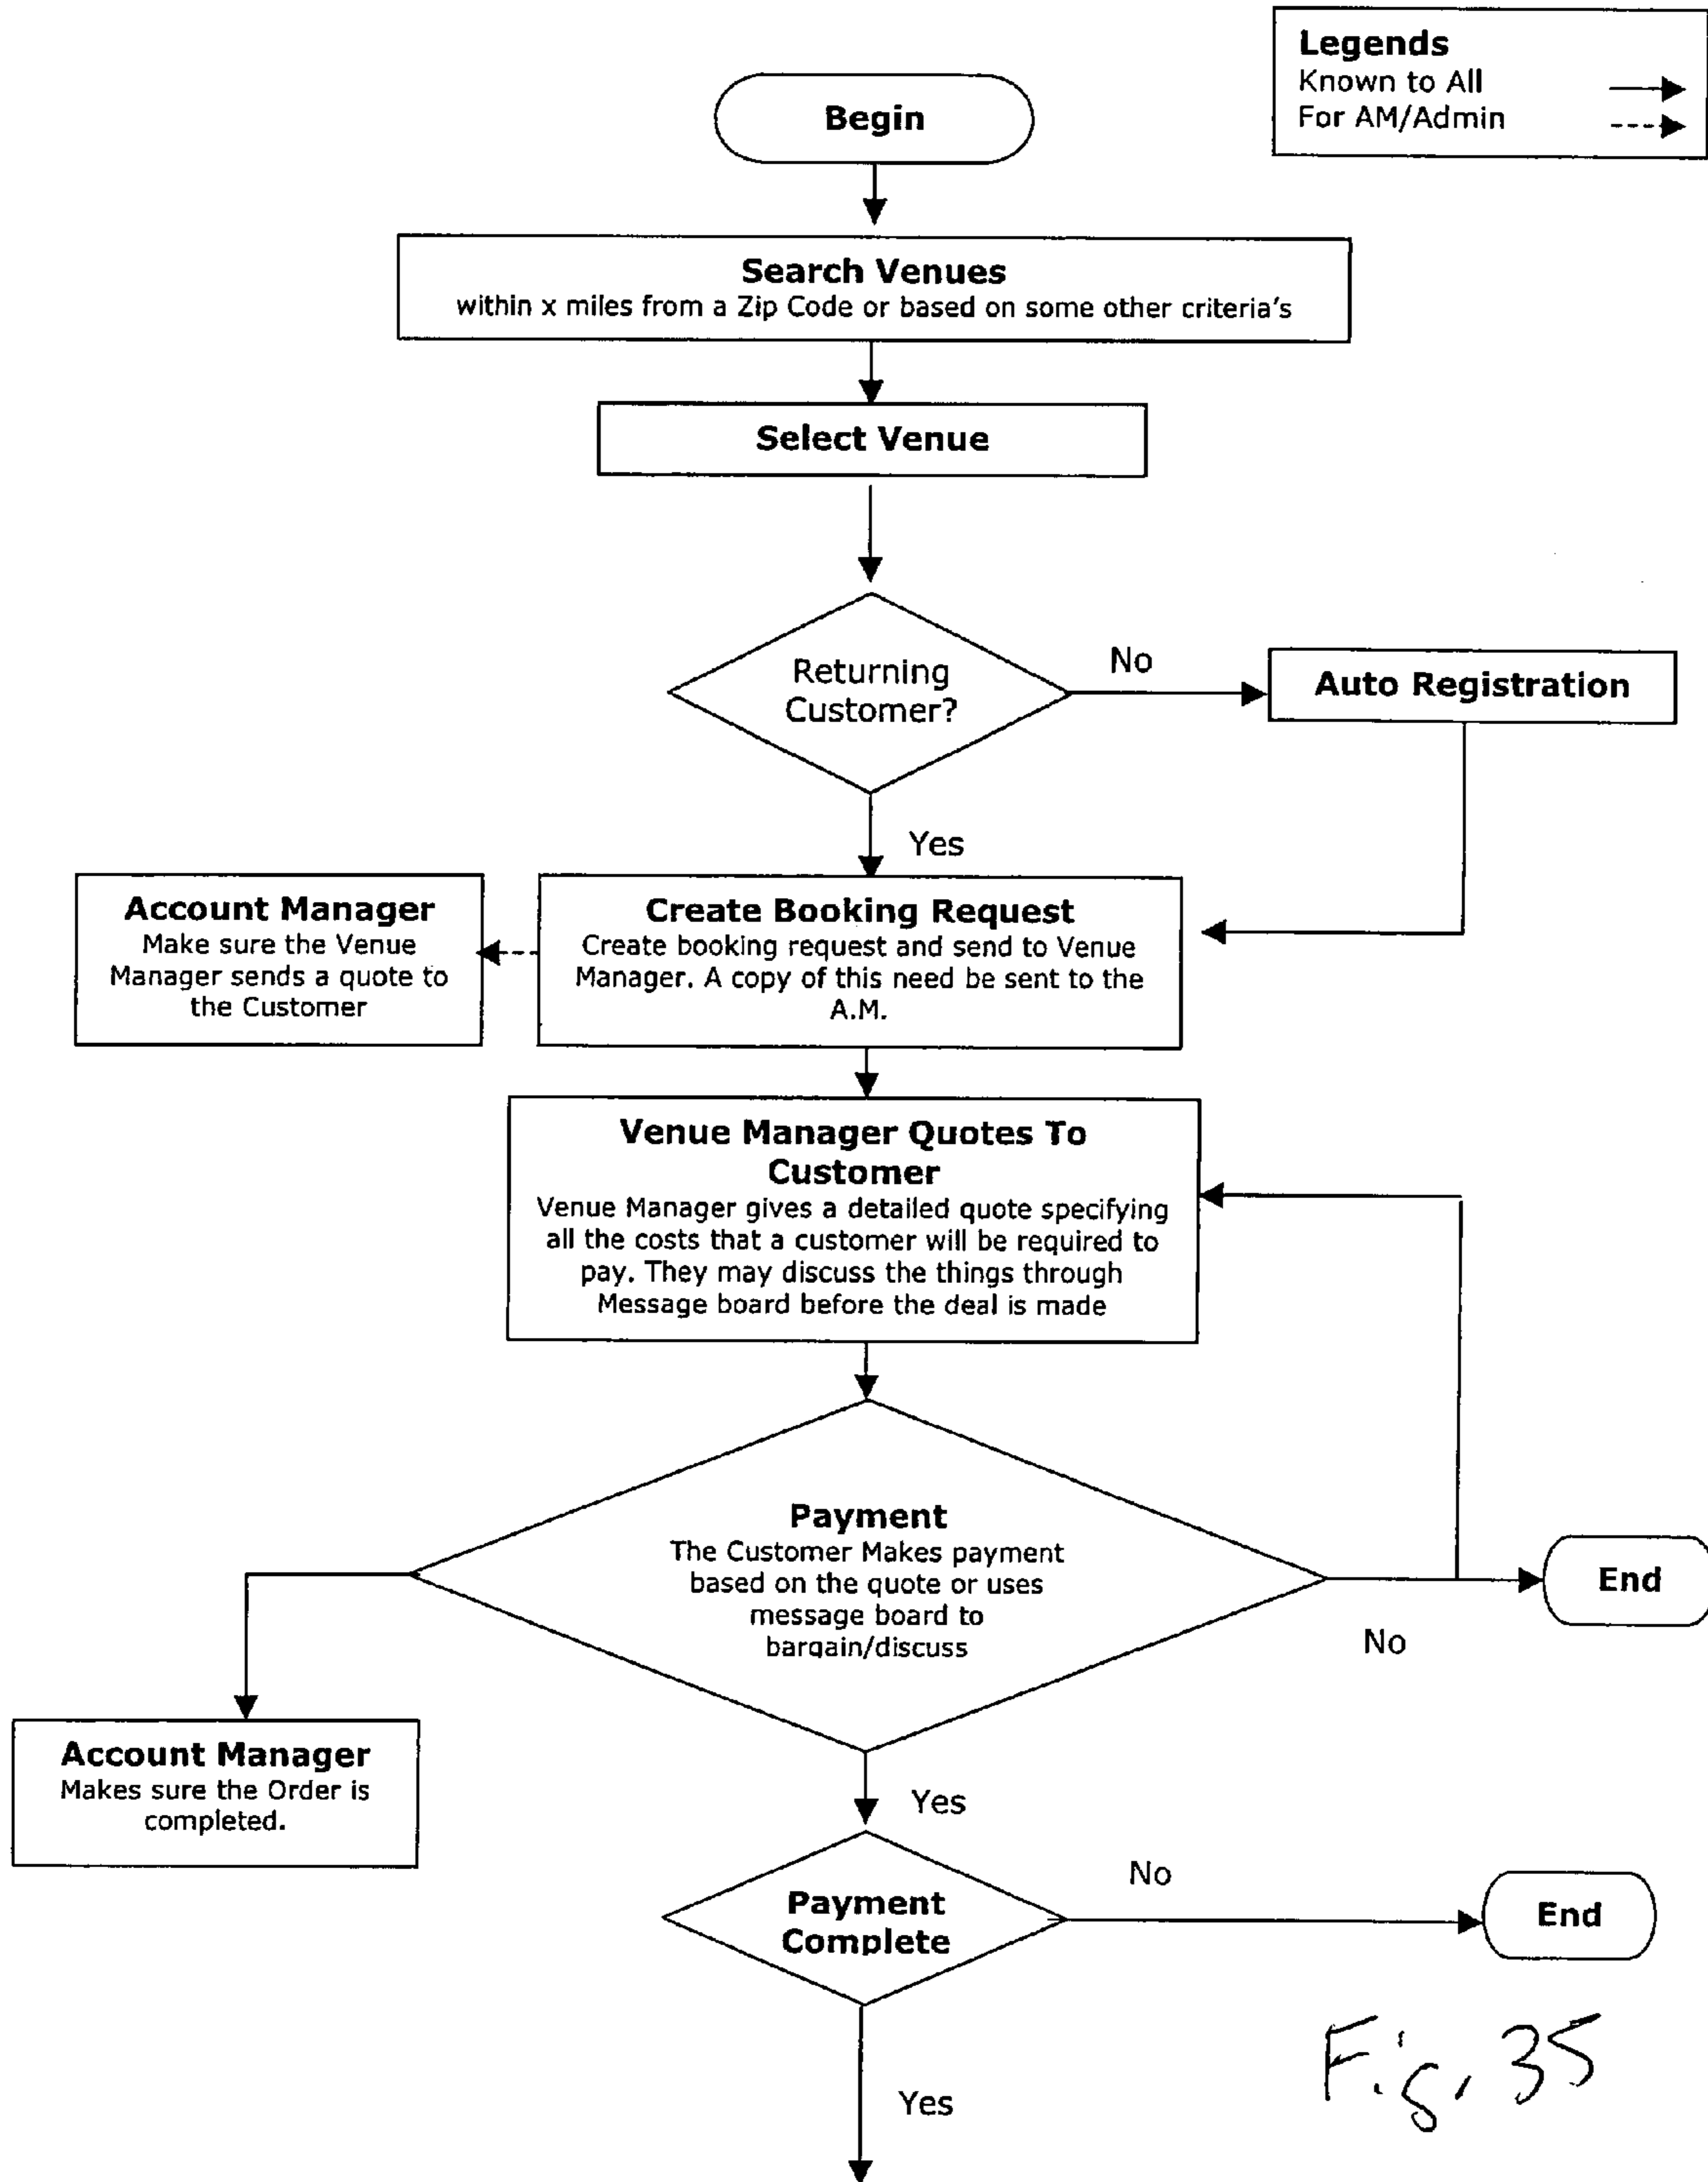 Legends
Known to All
For AM/Admin
Begin
Search Venues
within x miles from a Zip Code or based on some other criteria's
Select Venue
Returning
Customer?
No
Auto Registration
Yes
Account Manager
Make sure the Venue
Manager sends a quote to
the Customer
Create Booking Request
Create booking request and send to Venue
Manager. A copy of this need be sent to the
A.M.
Venue Manager Quotes To
Customer
Venue Manager gives a detailed quote specifying
all the costs that a customer will be required to
pay. They may discuss the things through
Message board before the deal is made
Payment
The Customer Makes payment
based on the quote or uses
message board to
bargain/discuss
End
No
Account Manager
Makes sure the Order is
completed.
Yes
Payment
Complete
No
End
Yes
Fig. 35